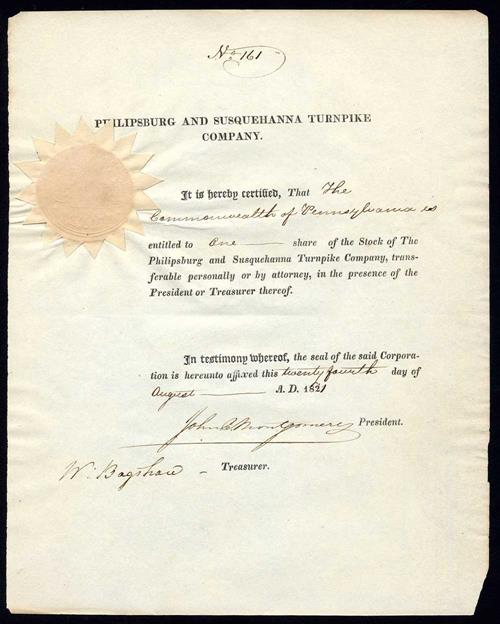 No. 161
PHILIPSBURG AND SUSQUEHANNA TURNPIKE
COMPANY.
It is hereby certified, That The
Commonwealth of Pennsylvania is
entitled to One share of the Stock of The
Philipsburg and Susquehanna Turnpike Company, trans-
ferable personally or by attorney, in the presence of the
President or Treasurer thereof.
In testimony whereof, the seal of the said Corpora-
tion is hereunto affixed this twenty fourth day of
August A. D. 1821
John A Montgomery President.
W. Bagshaw - Treasurer.